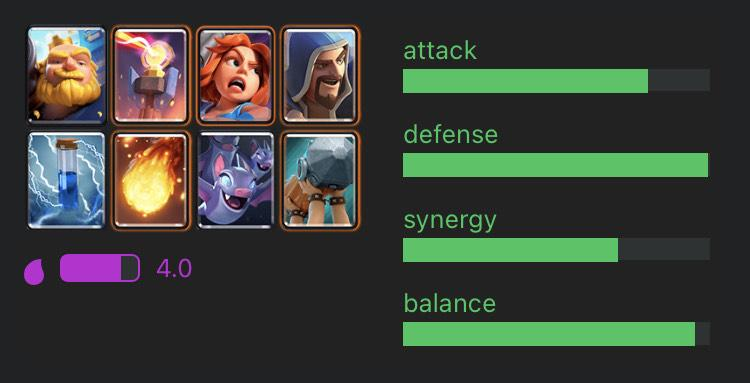 attack
defense
synergy
balance
4.0